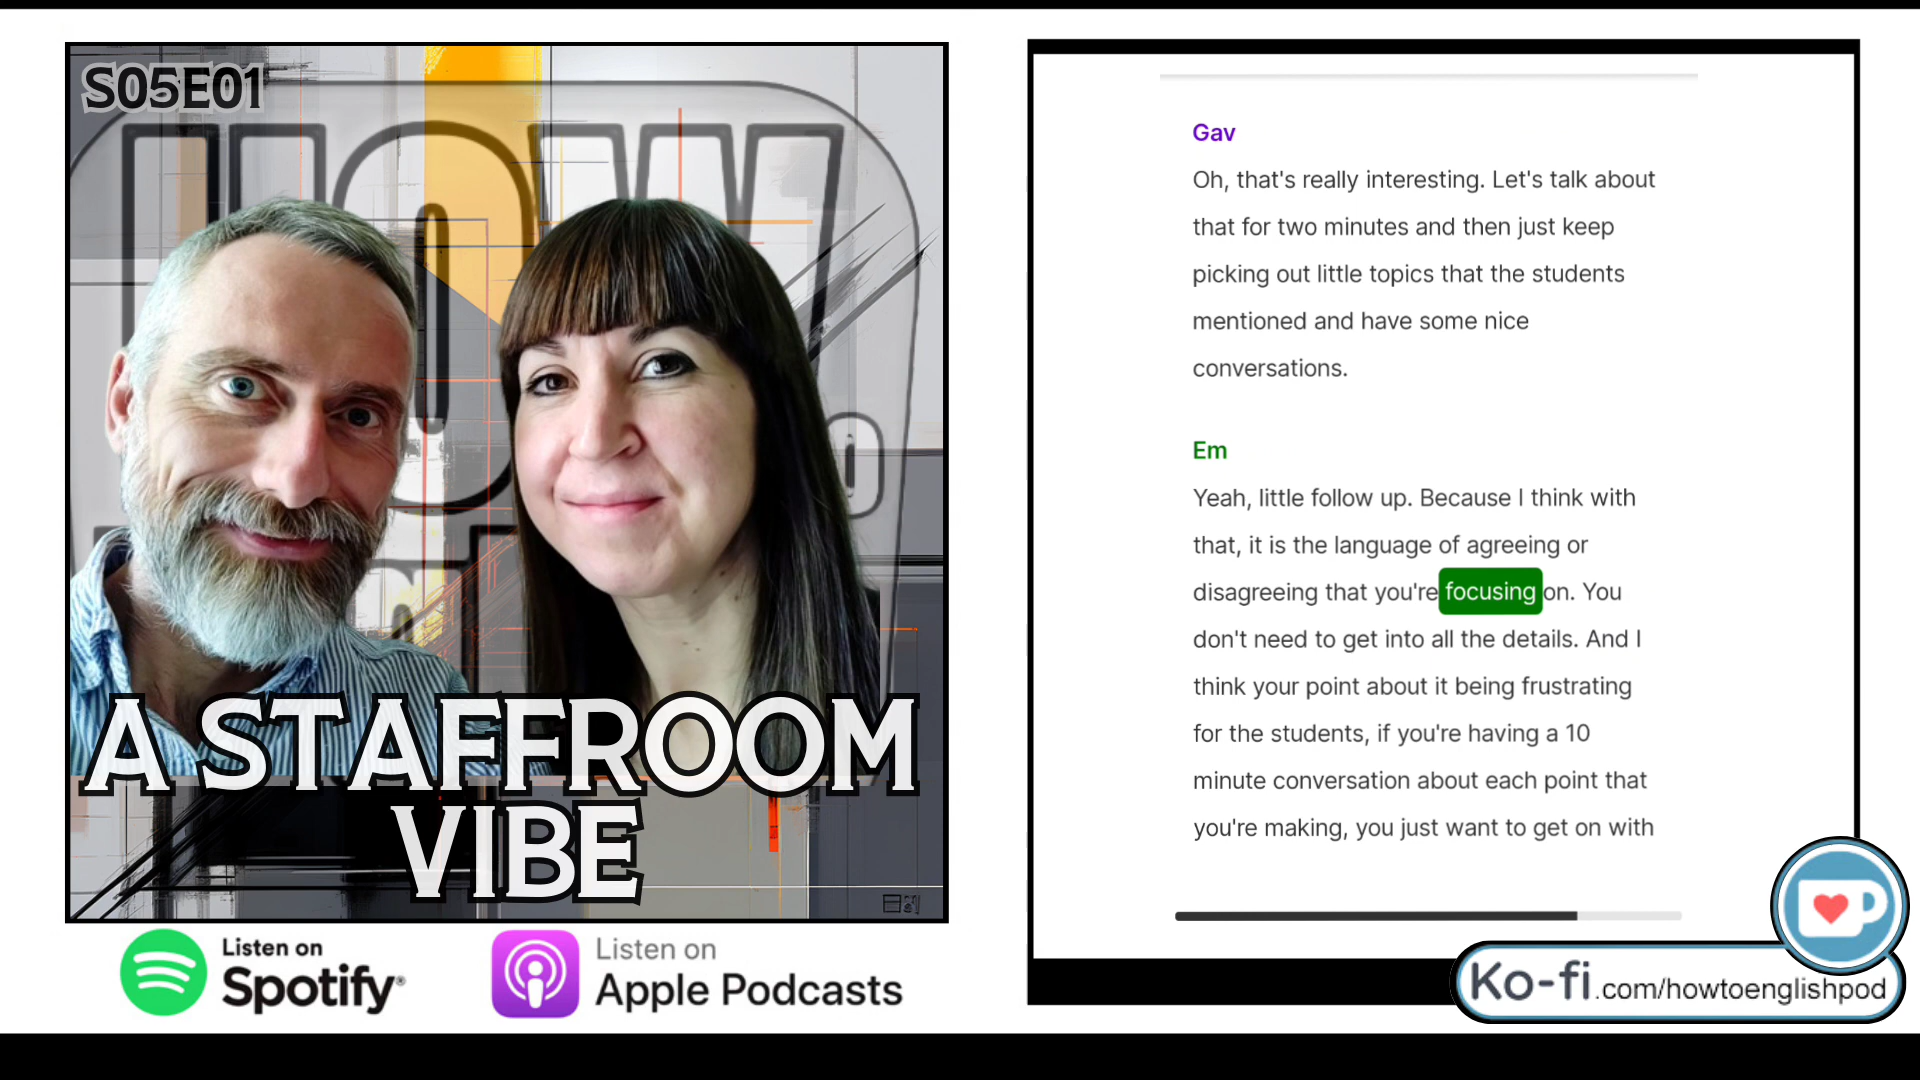 S05E01
HOW
A STAFFROOM
VIBE
Listen on
Spotify
Listen on
Apple Podcasts
Gav
Oh, that's really interesting. Let's talk about
that for two minutes and then just keep
picking out little topics that the students
mentioned and have some nice
conversations.
Em
Yeah, little follow up. Because I think with
that, it is the language of agreeing or
disagreeing that you're focusing on. You
don't need to get into all the details. And I
think your point about it being frustrating
for the students, if you're having a 10
minute conversation about each point that
you're making, you just want to get on with
Ko-fi.com/howtoenglishpod